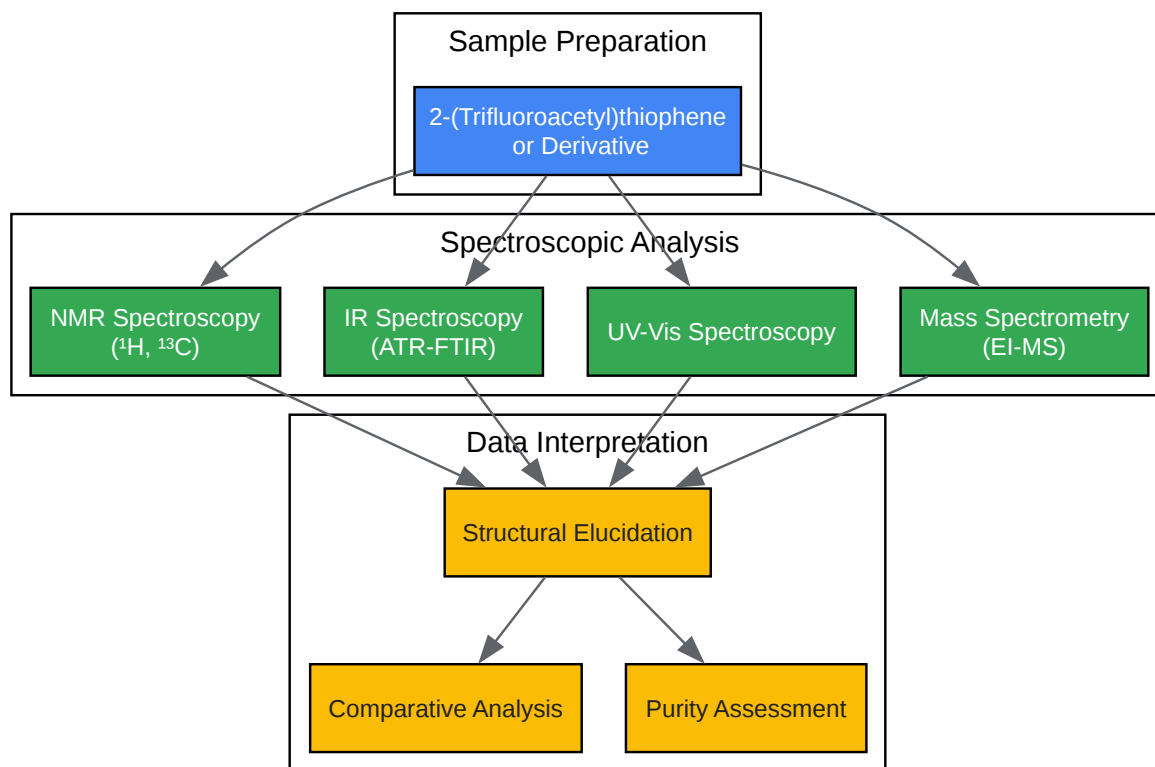 Sample Preparation
2-(Trifluoroacetyl)thiophene
or Derivative
Spectroscopic Analysis
NMR Spectroscopy
(¹H, ¹³C)
IR Spectroscopy
(ATR-FTIR)
UV-Vis Spectroscopy
Mass Spectrometry
(EI-MS)
Data Interpretation
Structural Elucidation
Comparative Analysis
Purity Assessment